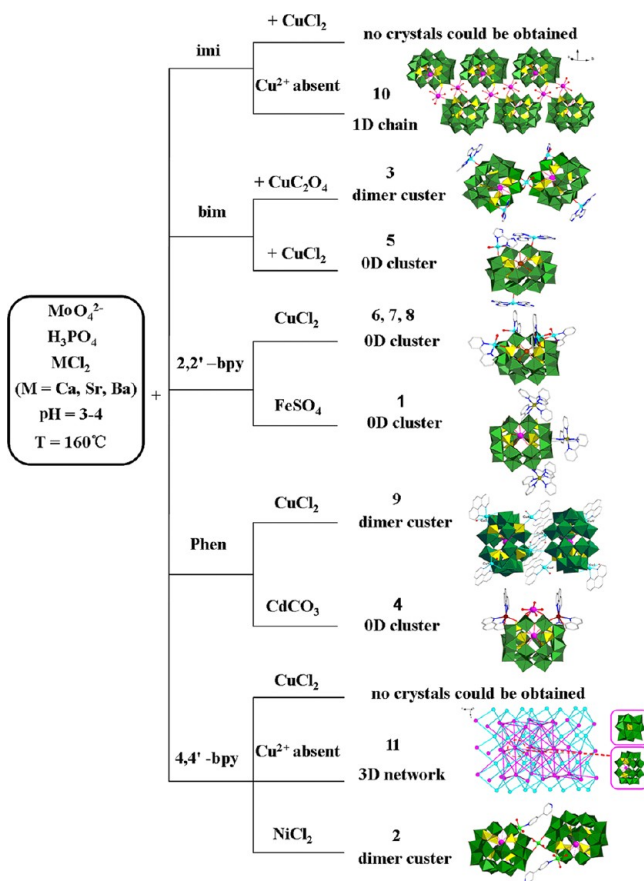 MoO₄²⁻
H₃PO₄
MCl₂
(M = Ca, Sr, Ba)
pH = 3-4
T = 160℃
+
imi
+ CuCl₂
no crystals could be obtained
Cu²⁺ absent
10
1D chain
bim
+ CuC₂O₄
3
dimer custer
+ CuCl₂
5
0D cluster
2,2' –bpy
CuCl₂
6, 7, 8
0D cluster
FeSO₄
1
0D cluster
Phen
CuCl₂
9
dimer custer
CdCO₃
4
0D cluster
4,4' -bpy
CuCl₂
no crystals could be obtained
Cu²⁺ absent
11
3D network
NiCl₂
2
dimer custer